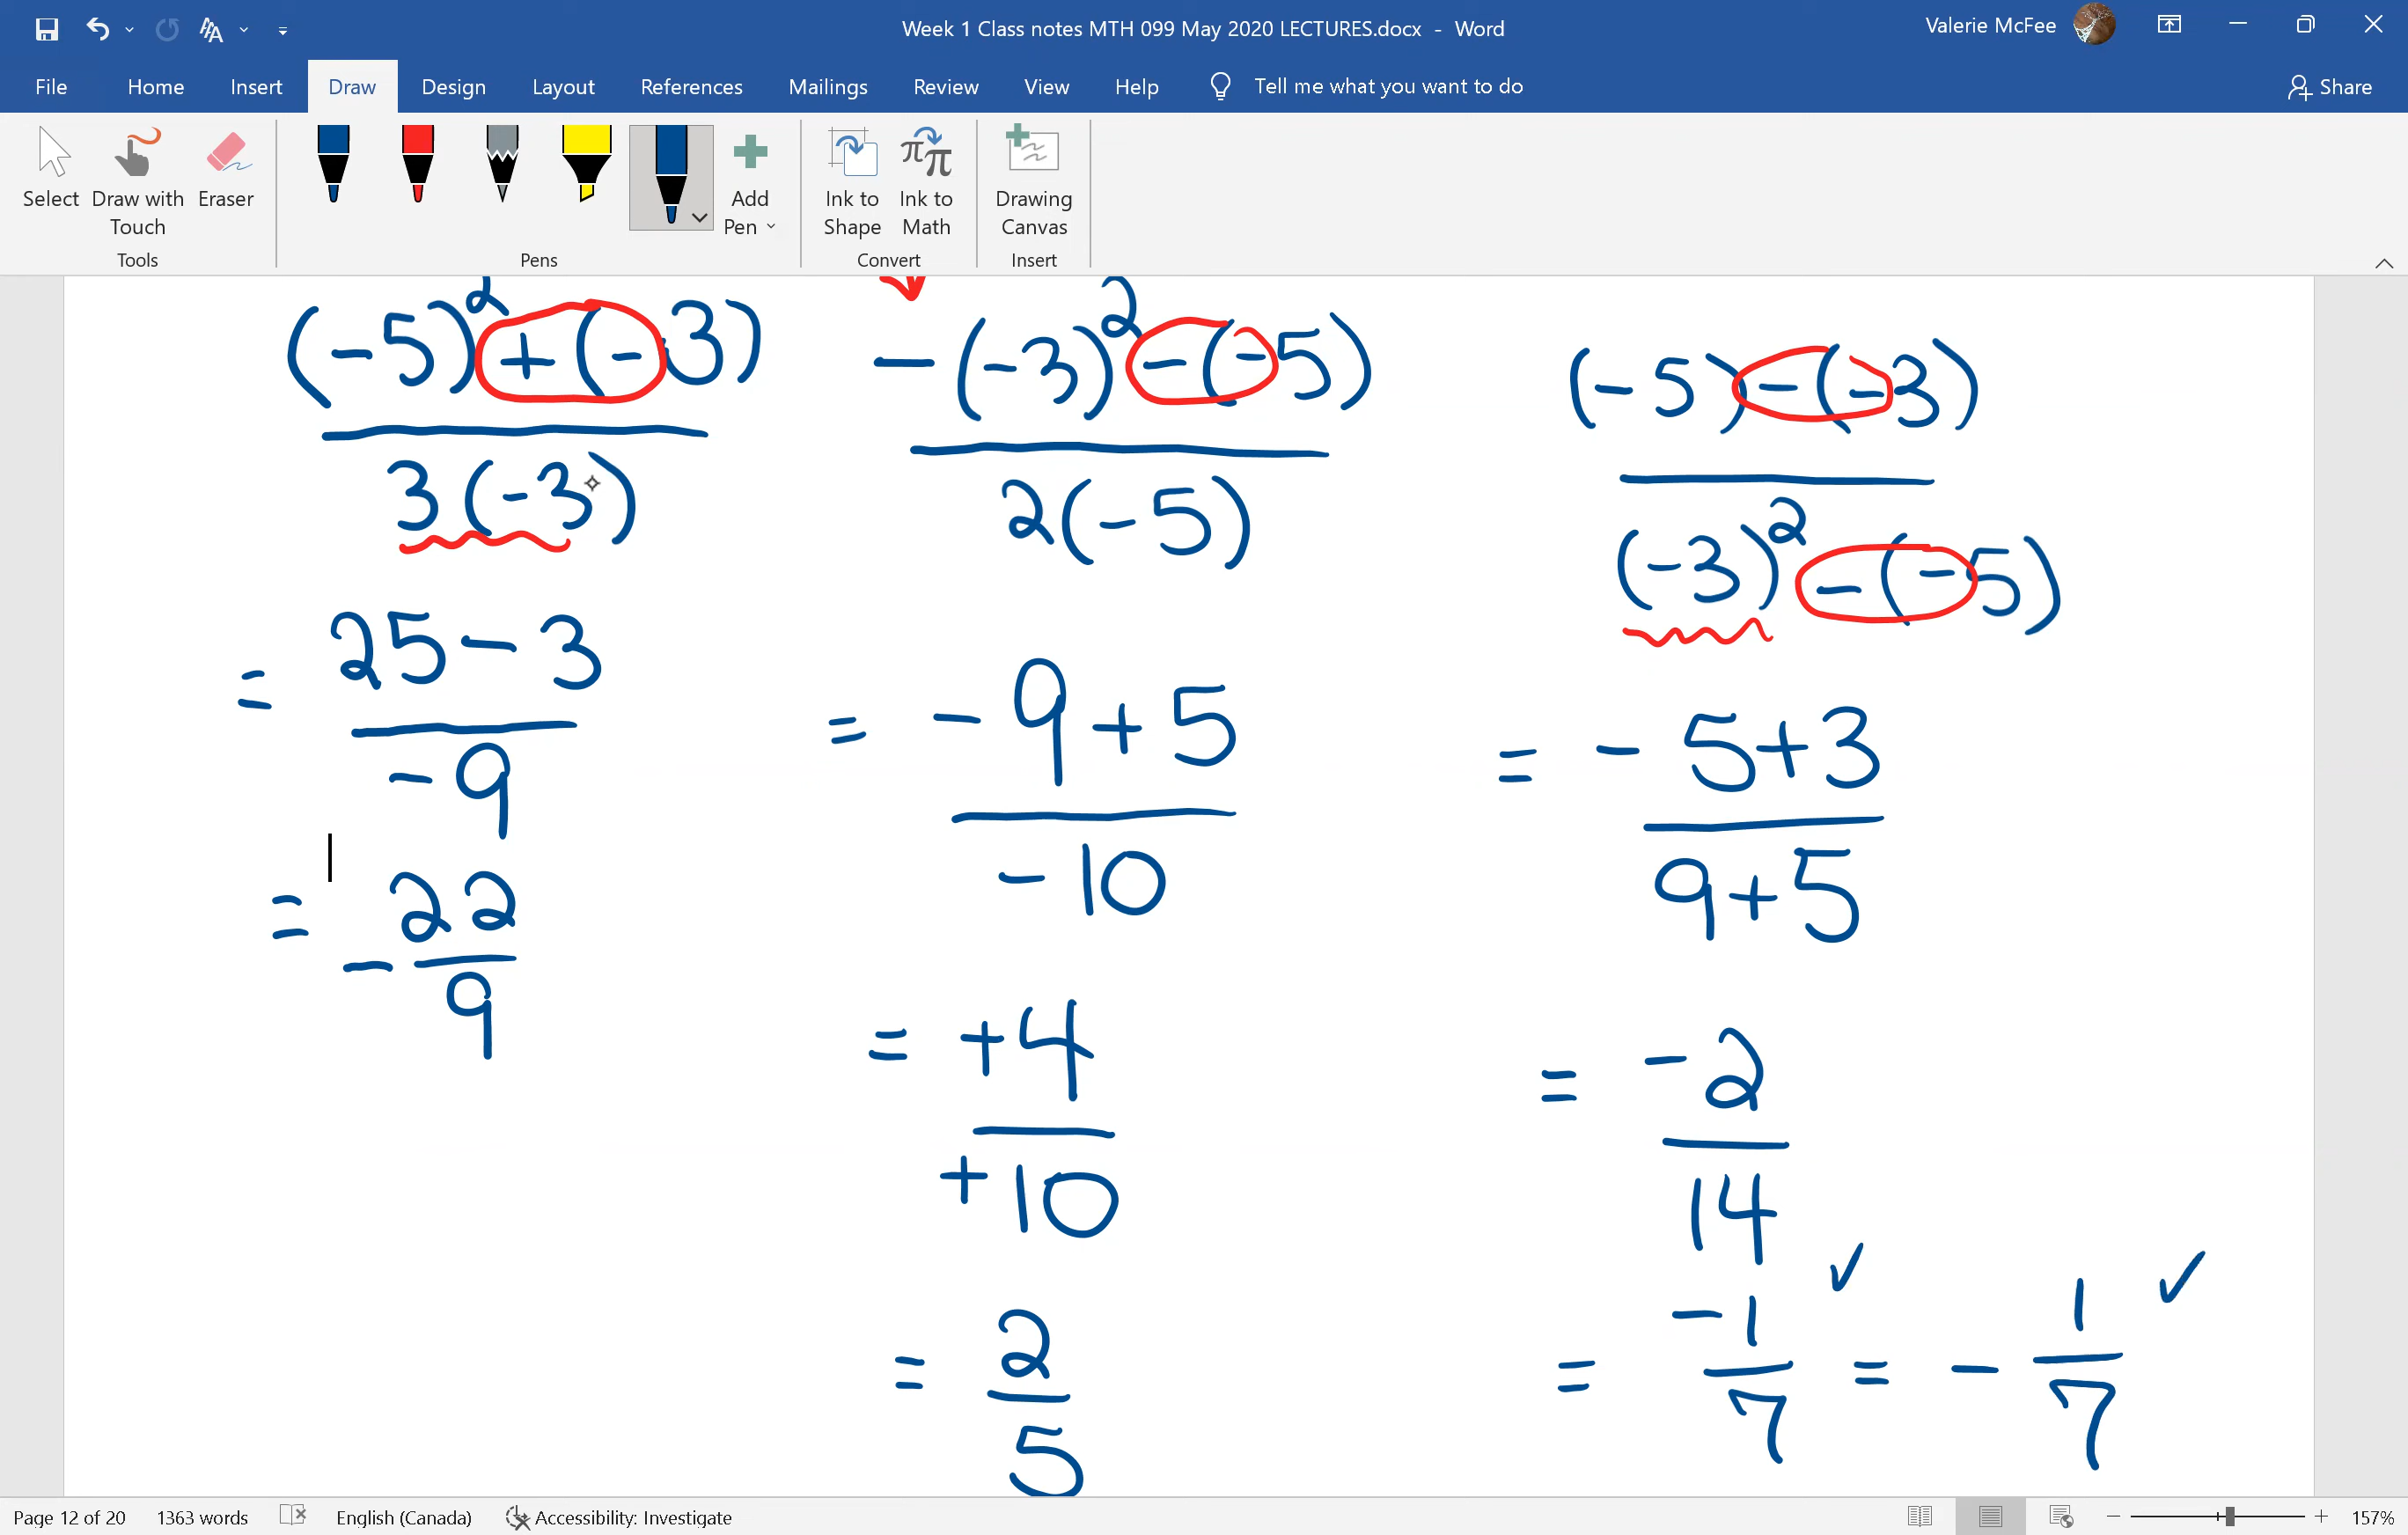 Week 1 Class notes MTH 099 May 2020 LECTURES.docx - Word
Valerie McFee
File Home Insert Draw Design Layout References Mailings Review View Help Tell me what you want to do Share
Select
Draw with Touch
Eraser
Tools
Pens
Add Pen
Ink to Shape
Ink to Math
Convert
Drawing Canvas
Insert
(-5)² + (-3)
3(-3)
= 25 - 3
-9
= - 22
9
-(-3)² - (-5)
2(-5)
= -9 + 5
-10
= +4
+10
= 2
5
(-5) - (-3)
(-3)² - (-5)
= -5 + 3
9 + 5
= -2
14
= -1 ✓
7
= - 1 ✓
7
Page 12 of 20 1363 words English (Canada) Accessibility: Investigate 157%